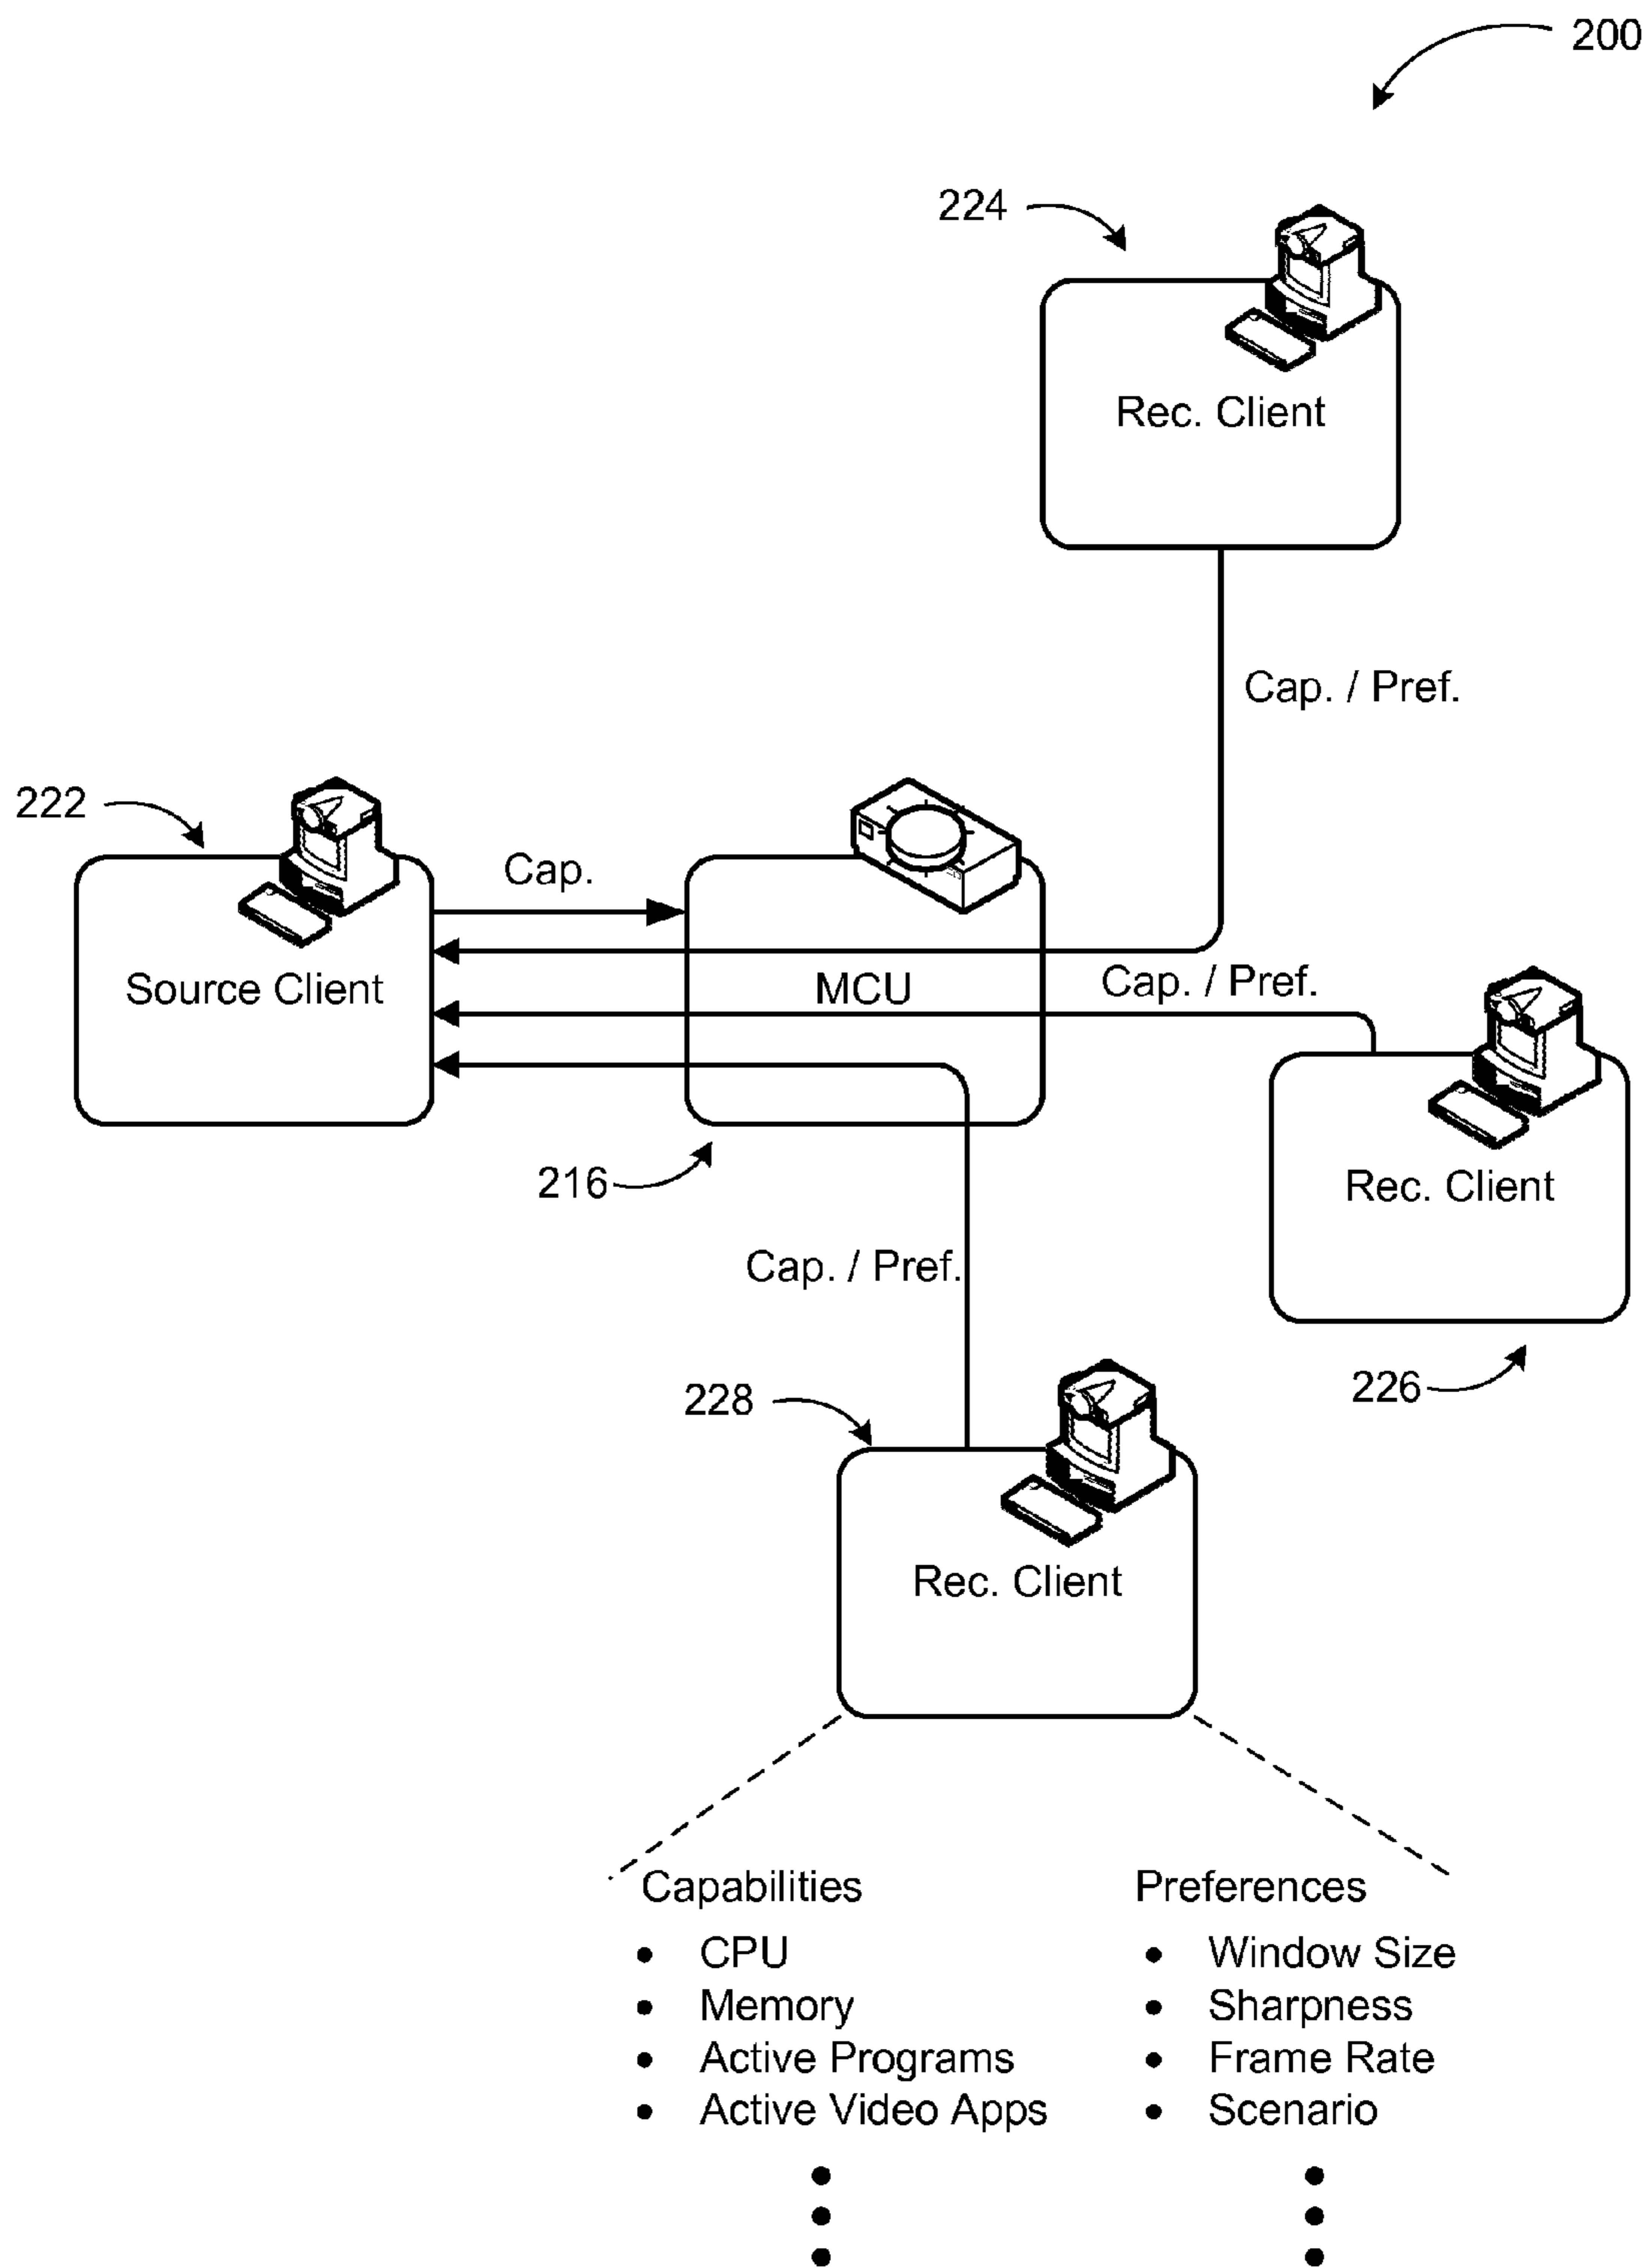 200
224
Rec. Client
Cap. / Pref.
222
Cap.
Source Client
MCU
Cap. / Pref.
216
Rec. Client
Cap. / Pref.
226
228
Rec. Client
Capabilities
• CPU
• Memory
• Active Programs
• Active Video Apps
Preferences
• Window Size
• Sharpness
• Frame Rate
• Scenario